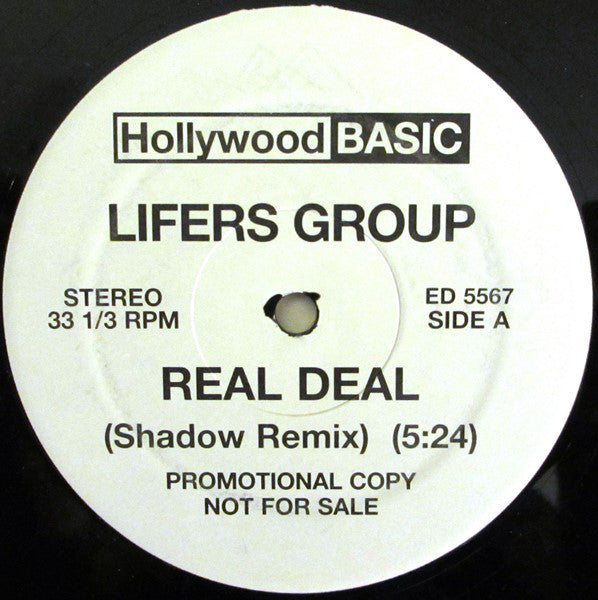 Hollywood BASIC
LIFERS GROUP
STEREO
33 1/3 RPM
ED 5567
SIDE A
REAL DEAL
(Shadow Remix) (5:24)
PROMOTIONAL COPY
NOT FOR SALE